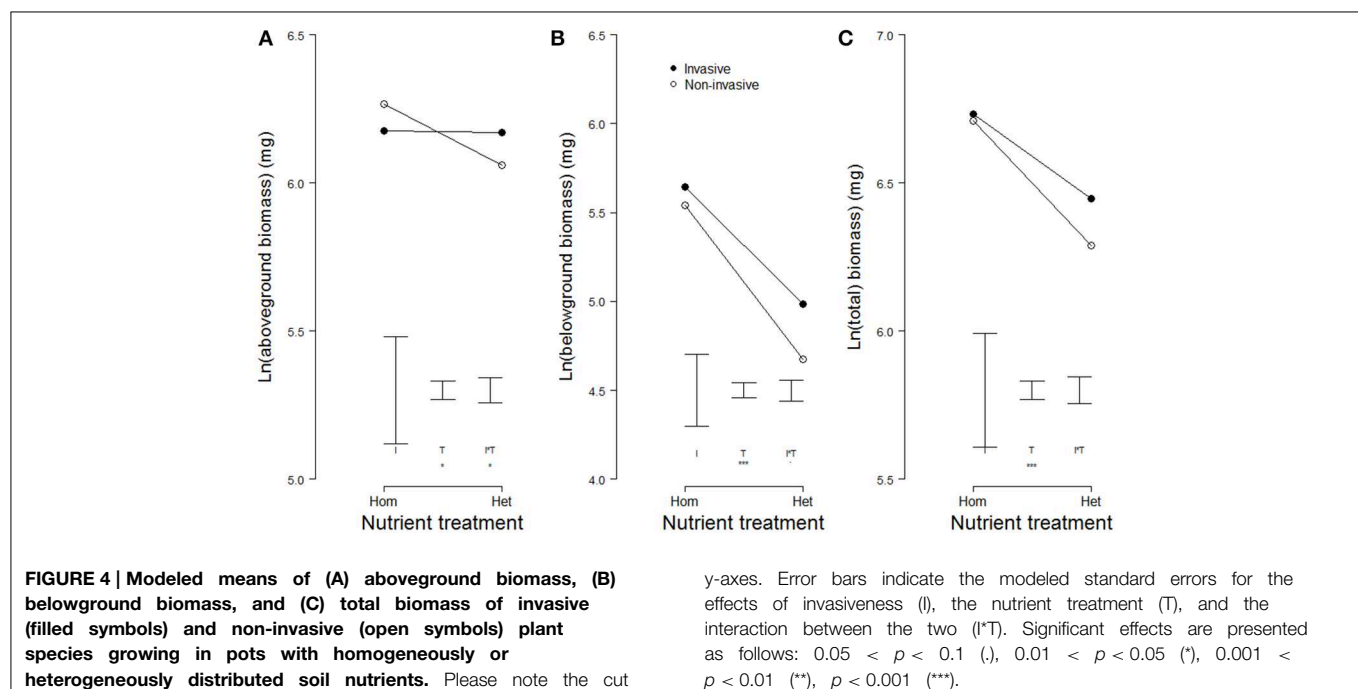 A
6.5
6.0
5.5
5.0
Ln(aboveground biomass) (mg)
I
T
I*T
*
*
Hom
Het
Nutrient treatment
B
6.5
6.0
5.5
5.0
4.5
4.0
Ln(belowground biomass) (mg)
Invasive
Non-invasive
I
T
I*T
***
.
Hom
Het
Nutrient treatment
C
7.0
6.5
6.0
5.5
Ln(total) biomass) (mg)
I
T
I*T
***
Hom
Het
Nutrient treatment
FIGURE 4 | Modeled means of (A) aboveground biomass, (B)
belowground biomass, and (C) total biomass of invasive
(filled symbols) and non-invasive (open symbols) plant
species growing in pots with homogeneously or
heterogeneously distributed soil nutrients. Please note the cut
y-axes. Error bars indicate the modeled standard errors for the
effects of invasiveness (I), the nutrient treatment (T), and the
interaction between the two (I*T). Significant effects are presented
as follows: 0.05 < p < 0.1 (.), 0.01 < p < 0.05 (*), 0.001 <
p < 0.01 (**), p < 0.001 (***).